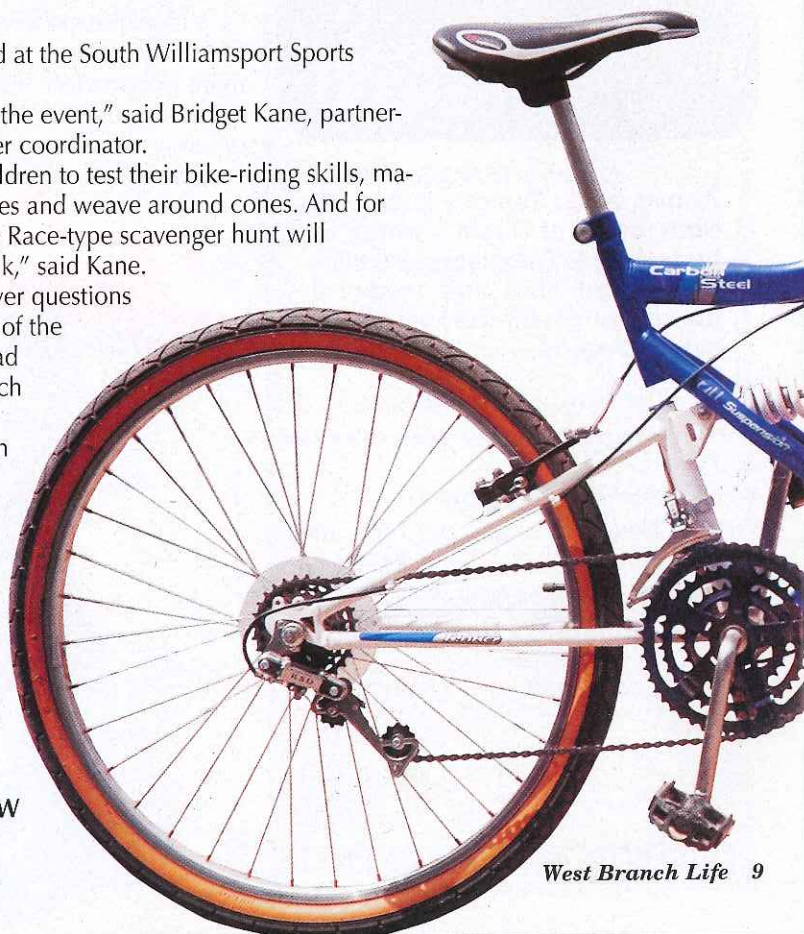 d at the South Williamsport Sports
the event," said Bridget Kane, partner-
er coordinator.
ldren to test their bike-riding skills, ma-
es and weave around cones. And for
Race-type scavenger hunt will
k," said Kane.
ver questions
of the
ad
ch
n
Carbon
Steel
Suspension
KSD
w
West Branch Life 9